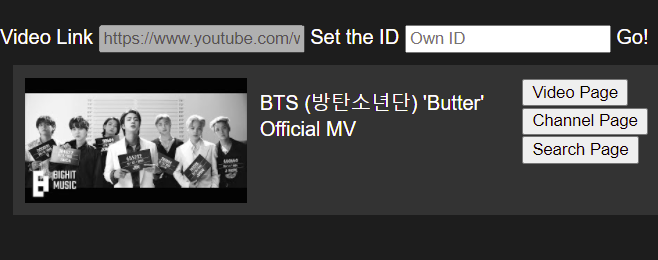 Video Link https://www.youtube.com/w Set the ID Own ID Go!
BTS (방탄소년단) 'Butter'
Official MV
Video Page
Channel Page
Search Page
BIGHIT
MUSIC